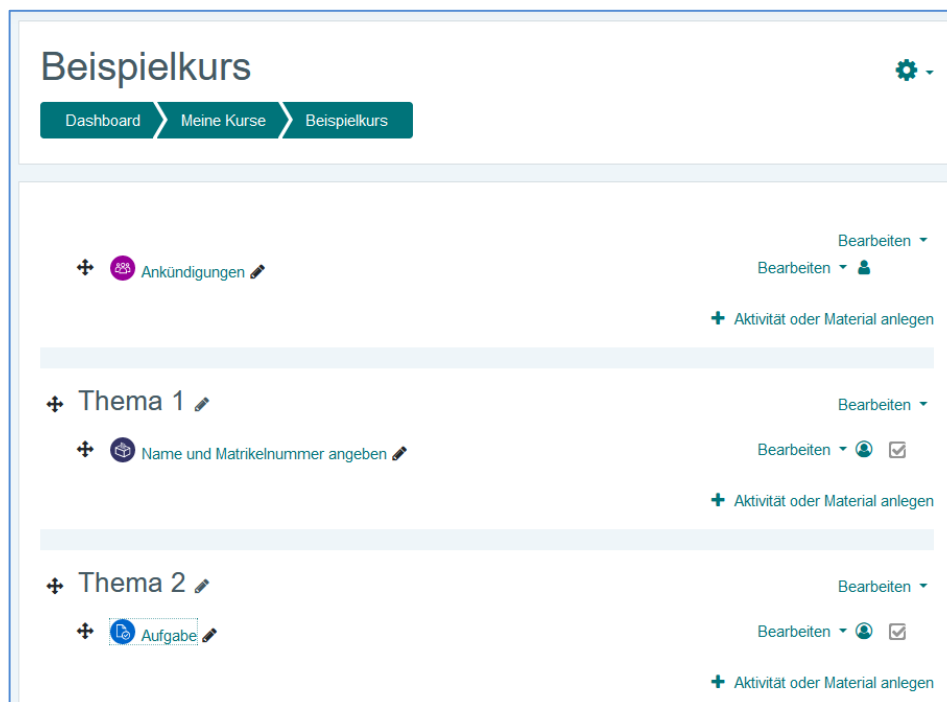 Beispielkurs
Dashboard Meine Kurse Beispielkurs
Bearbeiten
Ankündigungen Bearbeiten
Aktivität oder Material anlegen
Thema 1 Bearbeiten
Name und Matrikelnummer angeben Bearbeiten
Aktivität oder Material anlegen
Thema 2 Bearbeiten
Aufgabe Bearbeiten
Aktivität oder Material anlegen